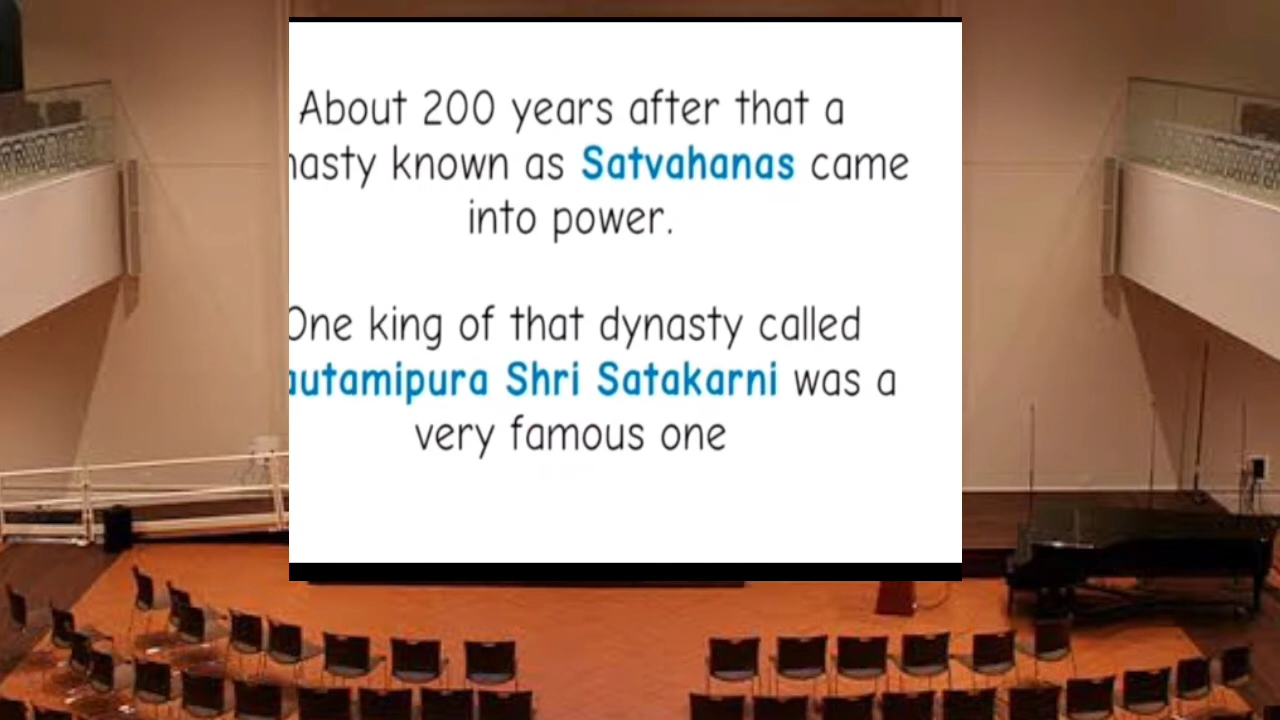 About 200 years after that a
nasty known as Satvahanas came
into power.
One king of that dynasty called
autamipura Shri Satakarni was a
very famous one